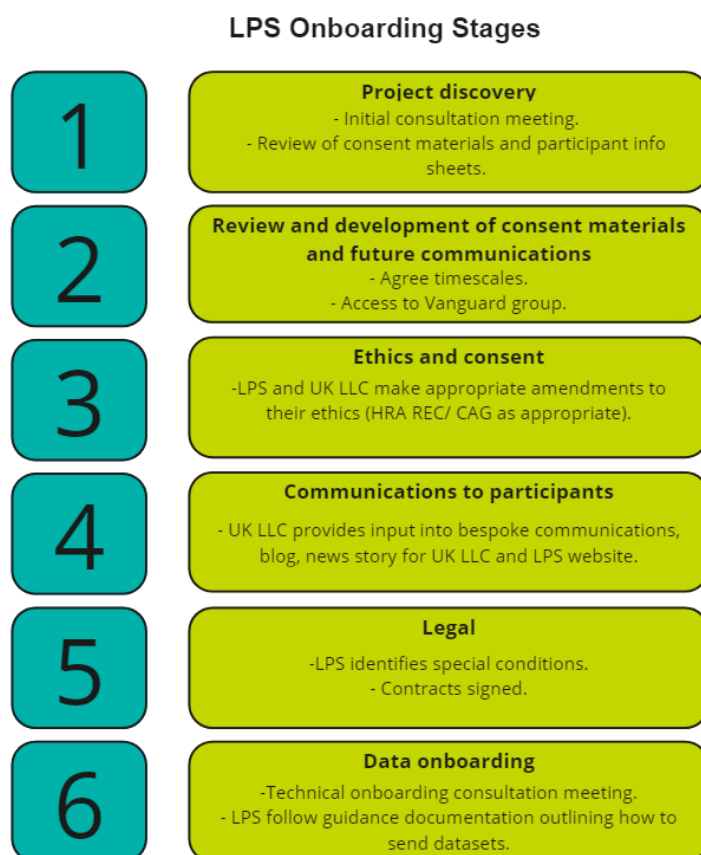 LPS Onboarding Stages
1
Project discovery
- Initial consultation meeting.
- Review of consent materials and participant info
sheets.
2
Review and development of consent materials
and future communications
- Agree timescales.
- Access to Vanguard group.
3
Ethics and consent
-LPS and UK LLC make appropriate amendments to
their ethics (HRA REC/ CAG as appropriate).
4
Communications to participants
- UK LLC provides input into bespoke communications,
blog, news story for UK LLC and LPS website.
5
Legal
-LPS identifies special conditions.
- Contracts signed.
6
Data onboarding
-Technical onboarding consultation meeting.
- LPS follow guidance documentation outlining how to
send datasets.